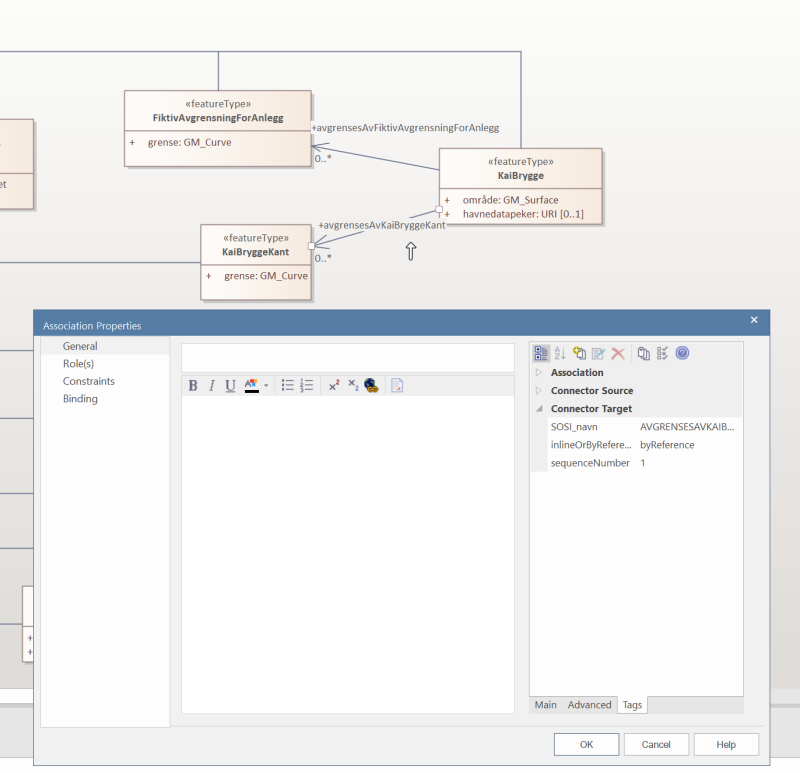 «featureType»
FiktivAvgrensningForAnlegg
+ grense: GM_Curve
+avgrensesAvFiktivAvgrensningForAnlegg
0..*
«featureType»
KaiBrygge
+ område: GM_Surface
+ havnedatapeker: URI [0..1]
et
+avgrensesAvKaiBryggeKant
0..*
«featureType»
KaiBryggeKant
+ grense: GM_Curve
Association Properties
General
Role(s)
Constraints
Binding
B I U
Association
Connector Source
Connector Target
SOSI_navn AVGRENSESAVKAIB...
inlineOrByRefere... byReference
sequenceNumber 1
+
+
Main Advanced Tags
OK Cancel Help